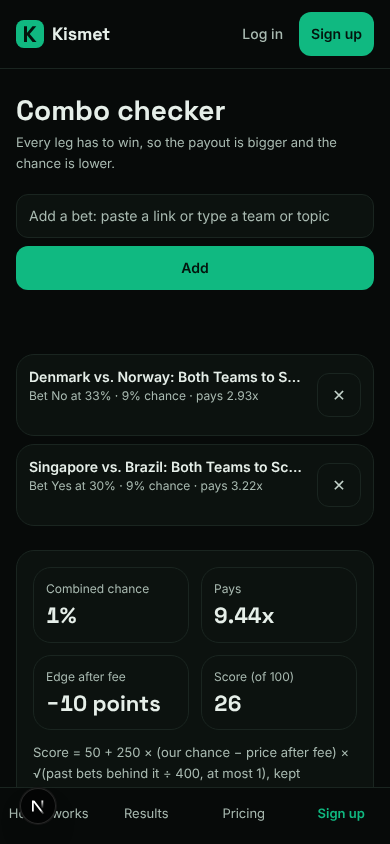 K Kismet
Log in
Sign up
Combo checker
Every leg has to win, so the payout is bigger and the
chance is lower.
Add a bet: paste a link or type a team or topic
Add
Denmark vs. Norway: Both Teams to S...
Bet No at 33% · 9% chance · pays 2.93x
×
Singapore vs. Brazil: Both Teams to Sc...
Bet Yes at 30% · 9% chance · pays 3.22x
×
Combined chance
1%
Pays
9.44x
Edge after fee
−10 points
Score (of 100)
26
Score = 50 + 250 × (our chance − price after fee) ×
√(past bets behind it ÷ 400, at most 1), kept
N
Results
Pricing
Sign up